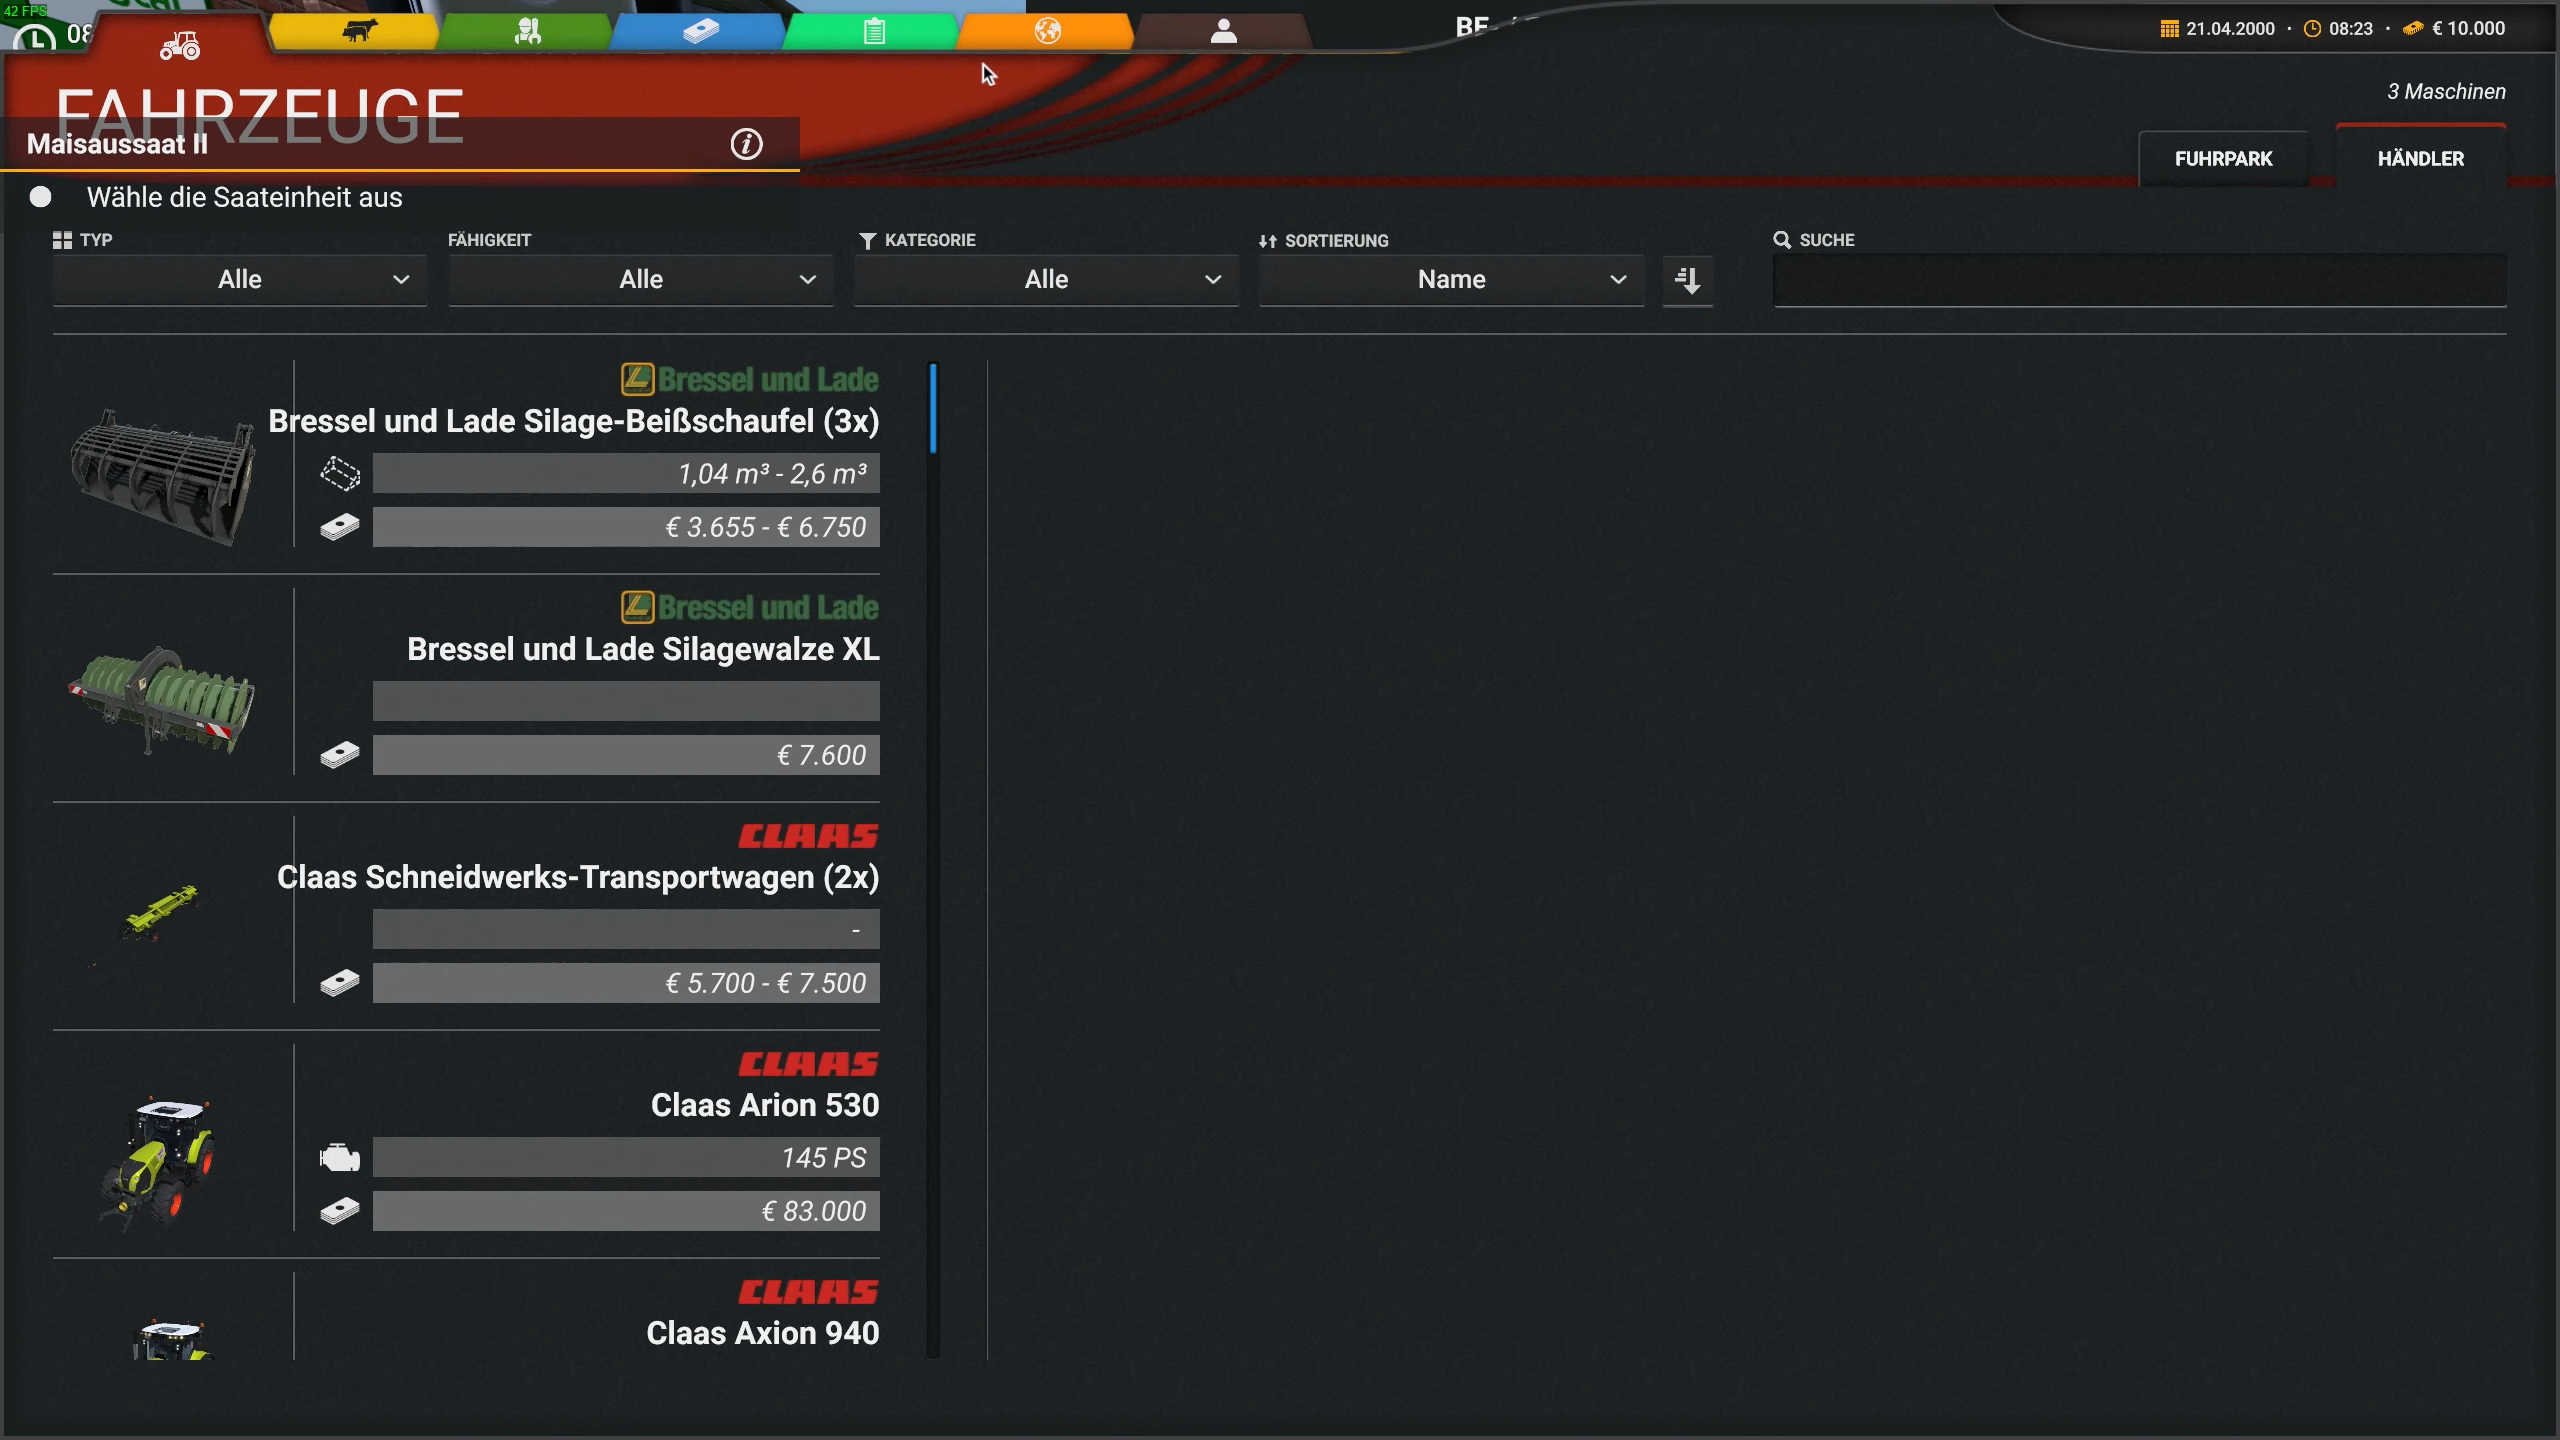 42 FPS
21.04.2000 · 08:23 · € 10.000
FAHRZEUGE
3 Maschinen
Maisaussaat II
FUHRPARK
HÄNDLER
Wähle die Saateinheit aus
TYP
FÄHIGKEIT
KATEGORIE
SORTIERUNG
SUCHE
Alle
Alle
Alle
Name
Bressel und Lade
Bressel und Lade Silage-Beißschaufel (3x)
1,04 m³ - 2,6 m³
€ 3.655 - € 6.750
Bressel und Lade
Bressel und Lade Silagewalze XL
€ 7.600
CLAAS
Claas Schneidwerks-Transportwagen (2x)
-
€ 5.700 - € 7.500
CLAAS
Claas Arion 530
145 PS
€ 83.000
CLAAS
Claas Axion 940